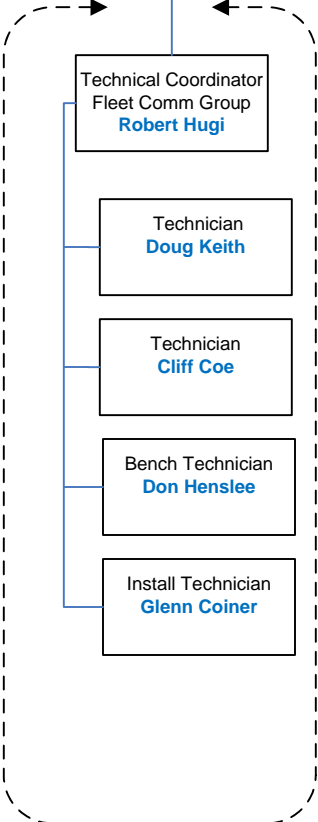 Technical Coordinator
Fleet Comm Group
Robert Hugi
Technician
Doug Keith
Technician
Cliff Coe
Bench Technician
Don Henslee
Install Technician
Glenn Coiner